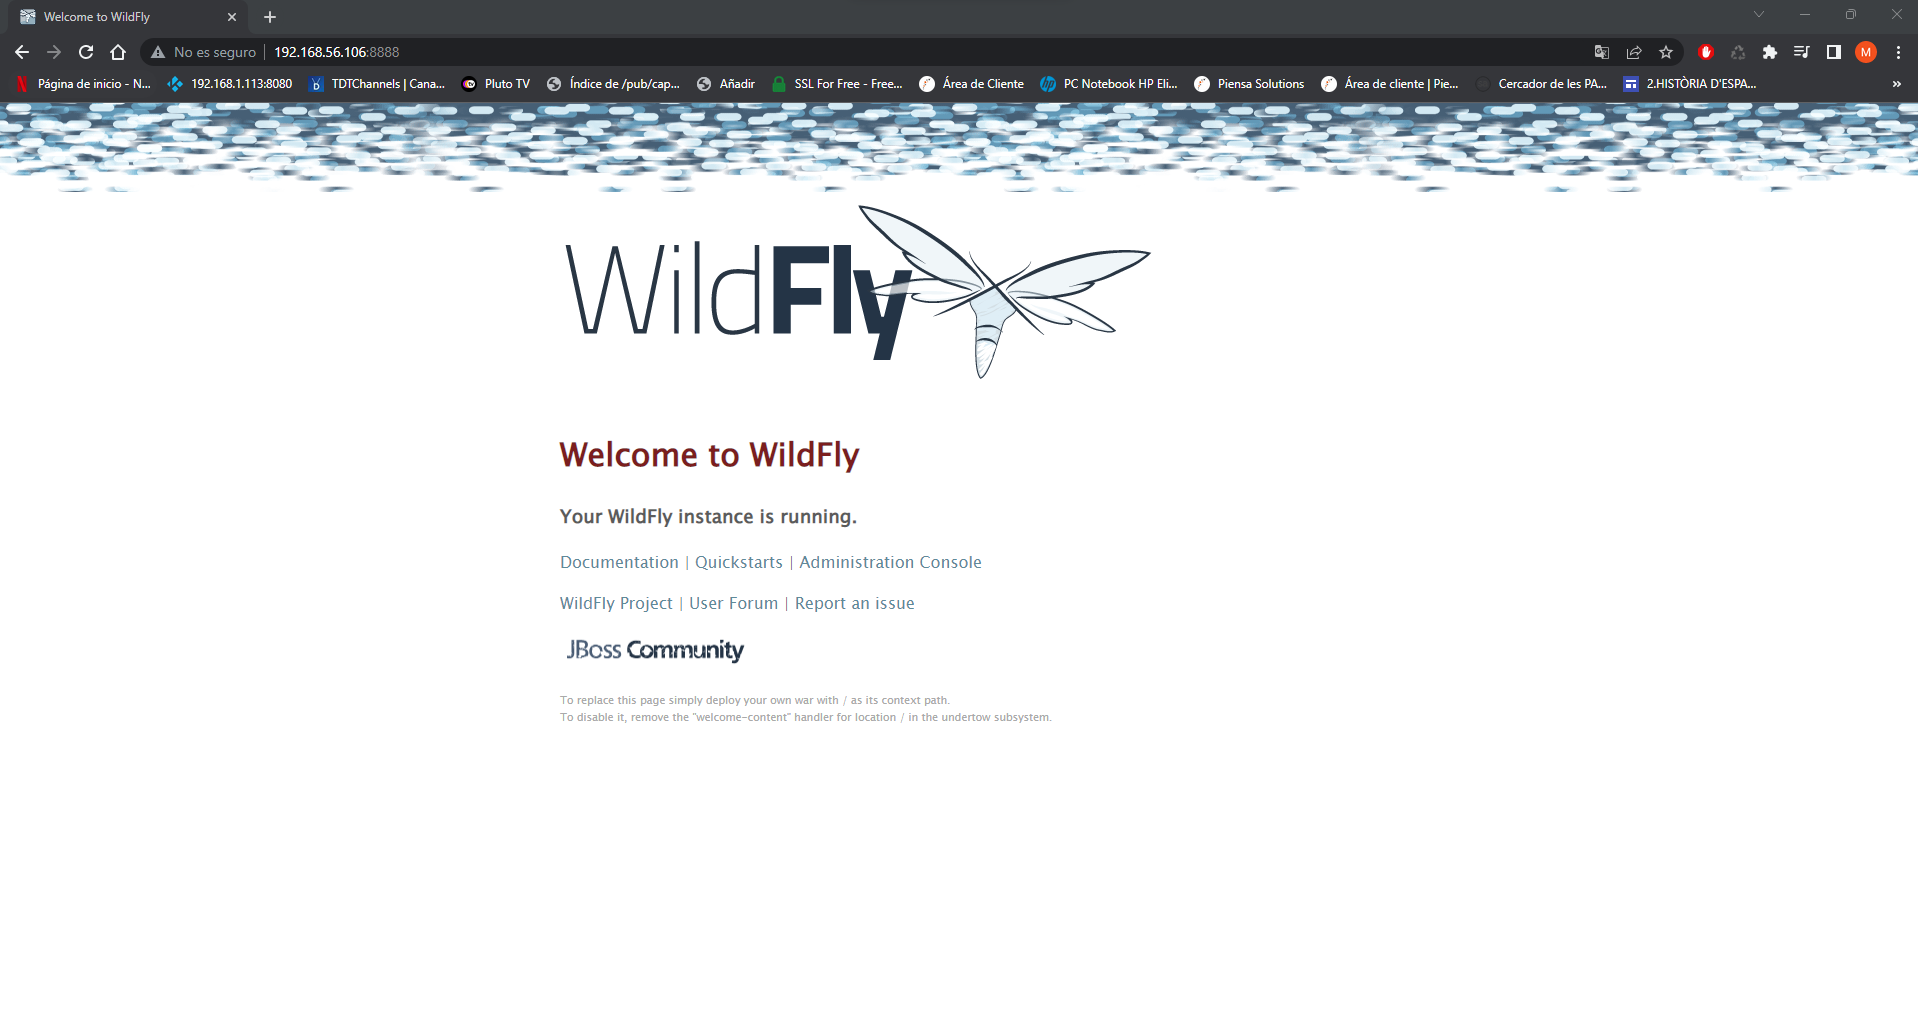 Welcome to WildFly
No es seguro 192.168.56.106:8888
M
Página de inicio - N... 192.168.1.113:8080 TDTChannels | Cana... Pluto TV Índice de /pub/cap... Añadir SSL For Free - Free... Área de Cliente PC Notebook HP Eli... Piensa Solutions Área de cliente | Pie... Cercador de les PA... 2.HISTÒRIA D'ESPA... »
WildFly
Welcome to WildFly
Your WildFly instance is running.
Documentation | Quickstarts | Administration Console
WildFly Project | User Forum | Report an issue
JBoss Community
To replace this page simply deploy your own war with / as its context path.
To disable it, remove the "welcome-content" handler for location / in the undertow subsystem.